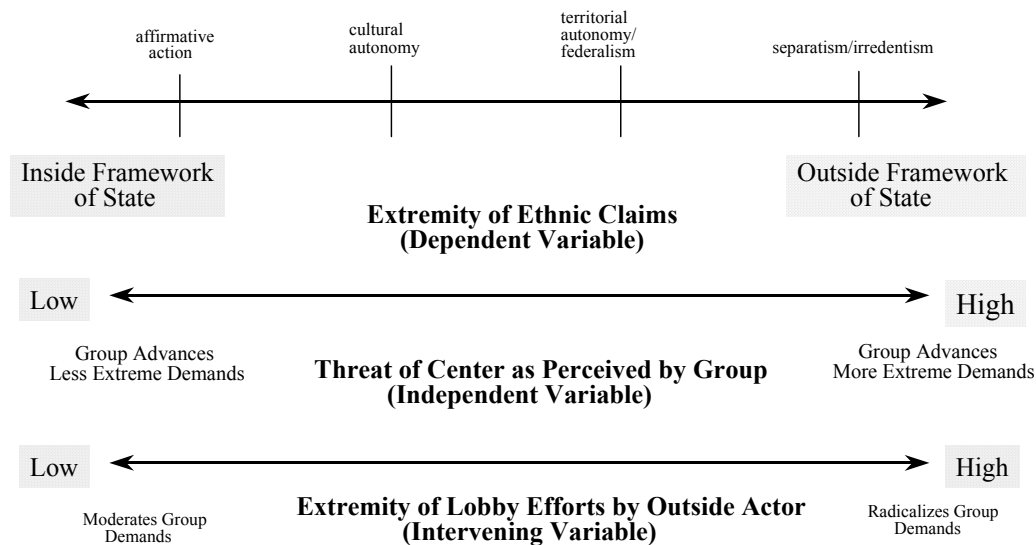 affirmative
action
cultural
autonomy
territorial
autonomy/
federalism
separatism/irredentism
Inside Framework
of State
Outside Framework
of State
Extremity of Ethnic Claims
(Dependent Variable)
Low
High
Group Advances
Less Extreme Demands
Threat of Center as Perceived by Group
(Independent Variable)
Group Advances
More Extreme Demands
Low
High
Moderates Group
Demands
Extremity of Lobby Efforts by Outside Actor
(Intervening Variable)
Radicalizes Group
Demands